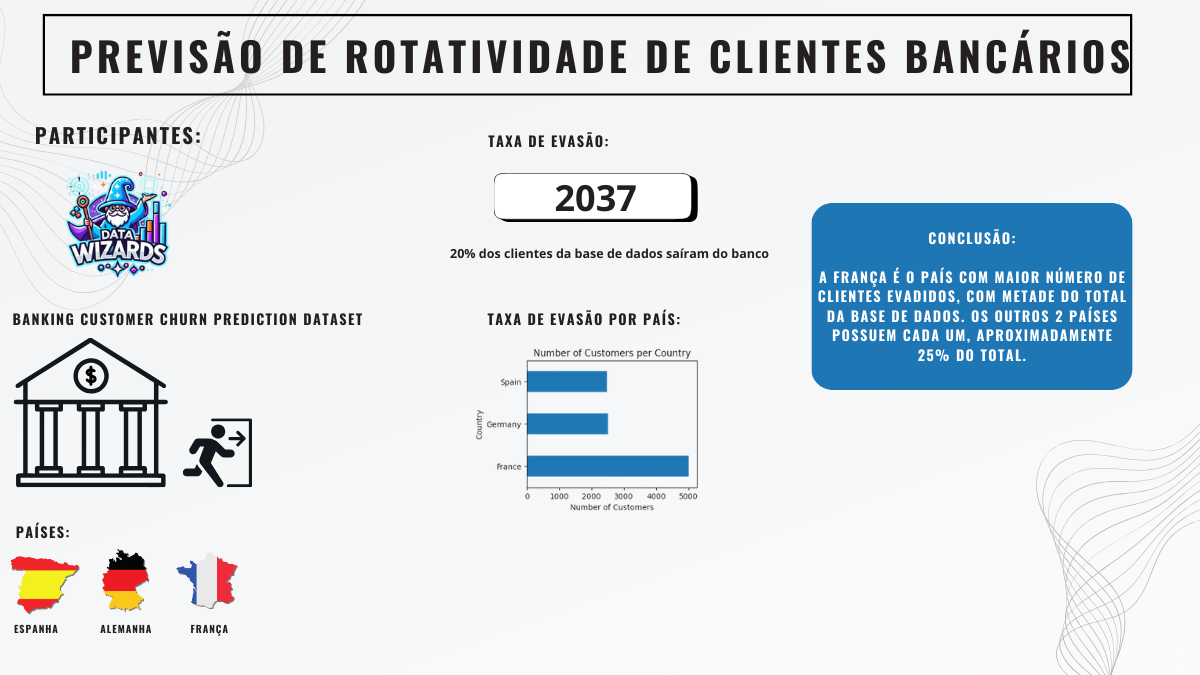 PREVISÃO DE ROTATIVIDADE DE CLIENTES BANCÁRIOS
PARTICIPANTES:
DATA
WIZARDS
BANKING CUSTOMER CHURN PREDICTION DATASET
$
PAÍSES:
ESPANHA
ALEMANHA
FRANÇA
TAXA DE EVASÃO:
2037
20% dos clientes da base de dados saíram do banco
TAXA DE EVASÃO POR PAÍS:
Number of Customers per Country
Country
Spain
Germany
France
0 1000 2000 3000 4000 5000
Number of Customers
CONCLUSÃO:
A FRANÇA É O PAÍS COM MAIOR NÚMERO DE
CLIENTES EVADIDOS, COM METADE DO TOTAL
DA BASE DE DADOS. OS OUTROS 2 PAÍSES
POSSUEM CADA UM, APROXIMADAMENTE
25% DO TOTAL.